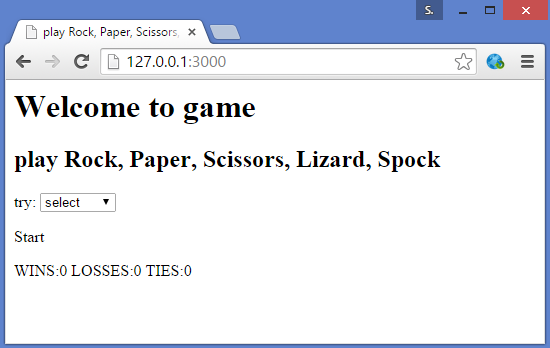 S.
play Rock, Paper, Scissors,
127.0.0.1:3000
Welcome to game
play Rock, Paper, Scissors, Lizard, Spock
try: select
Start
WINS:0 LOSSES:0 TIES:0